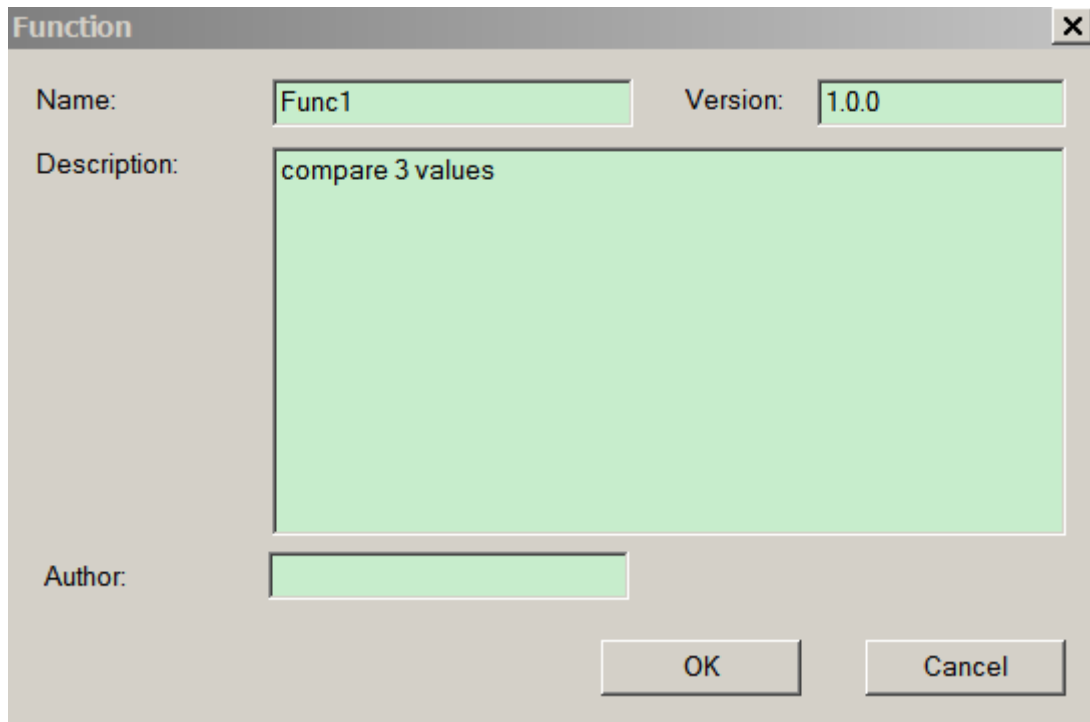 Function
Name: Func1 Version: 1.0.0
Description: compare 3 values
Author:
OK Cancel